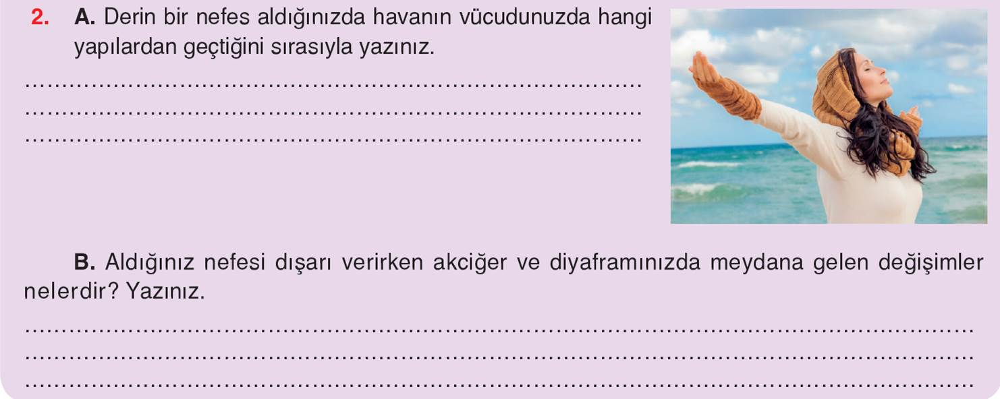 2. A. Derin bir nefes aldığınızda havanın vücudunuzda hangi
yapılardan geçtiğini sırasıyla yazınız.
................................................................................
................................................................................
................................................................................
B. Aldığınız nefesi dışarı verirken akciğer ve diyaframınızda meydana gelen değişimler
nelerdir? Yazınız.
................................................................................................................................
................................................................................................................................
................................................................................................................................